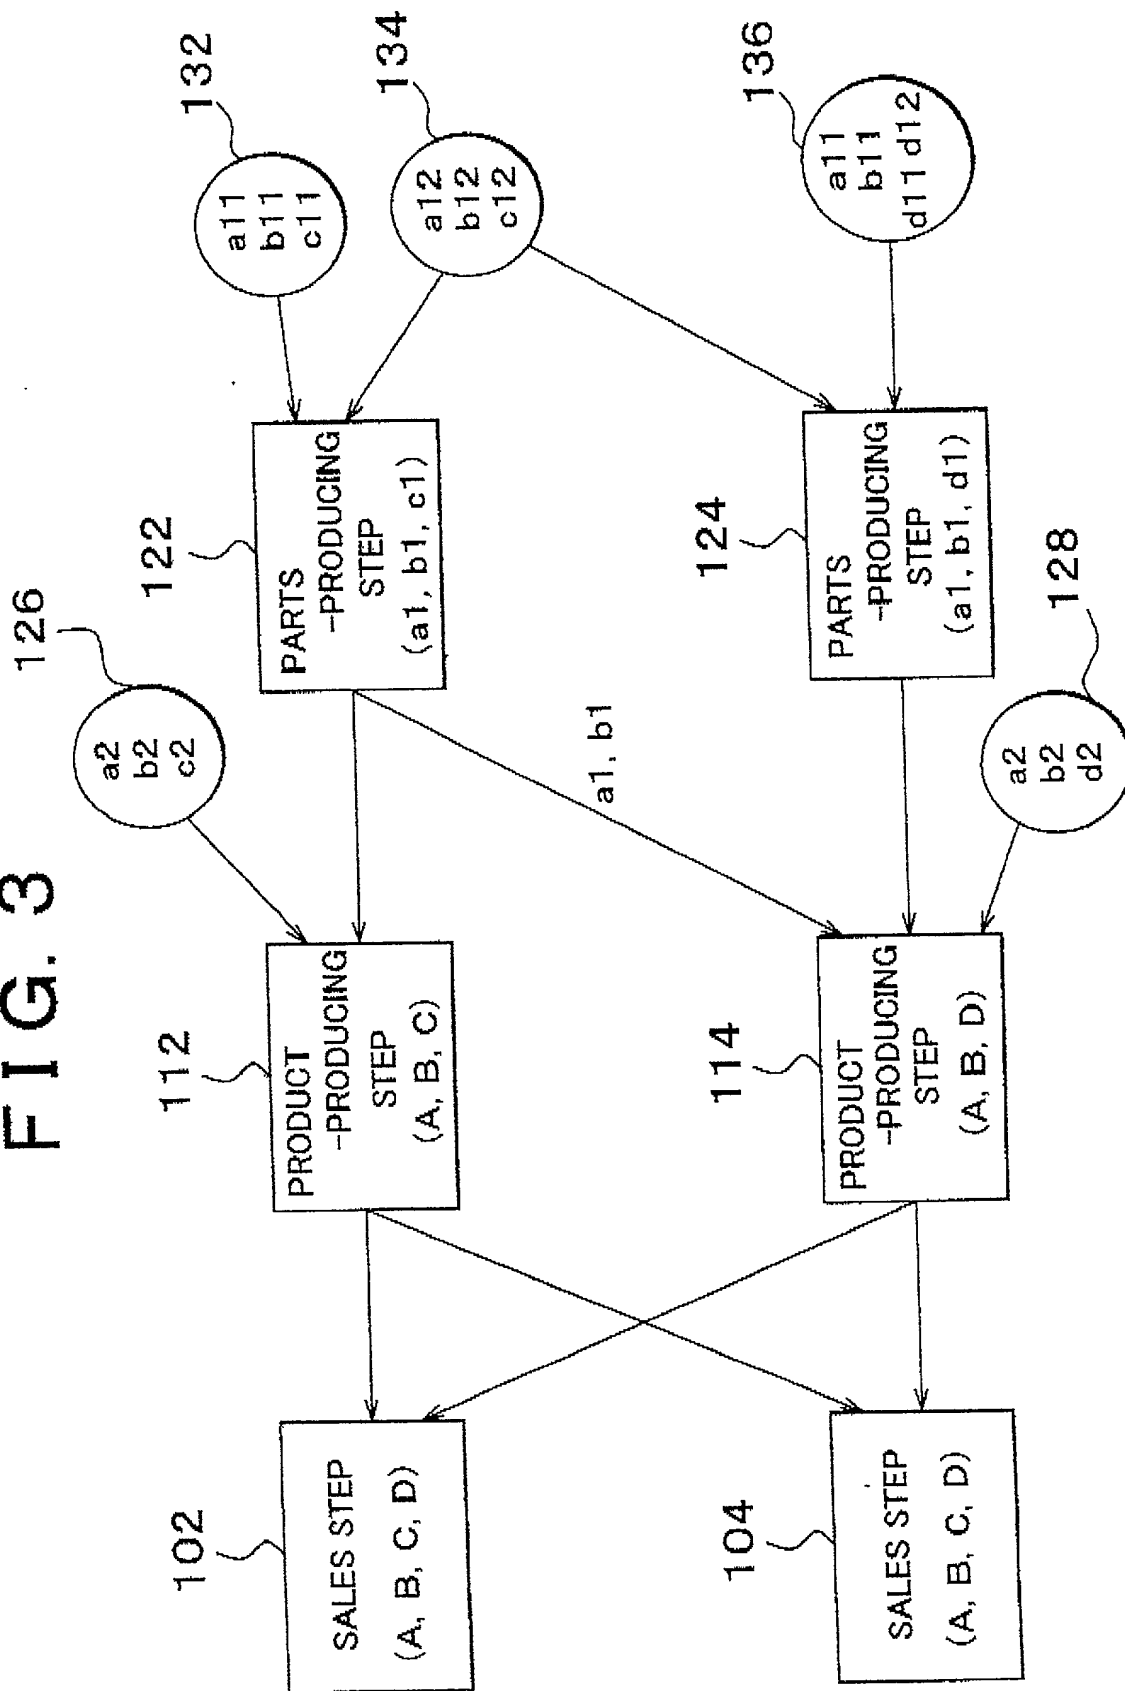 FIG. 3
102
SALES STEP
(A, B, C, D)
104
SALES STEP
(A, B, C, D)
112
PRODUCT
-PRODUCING
STEP
(A, B, C)
114
PRODUCT
-PRODUCING
STEP
(A, B, D)
126
a2
b2
c2
122
PARTS
-PRODUCING
STEP
(a1, b1, c1)
a1, b1
124
PARTS
-PRODUCING
STEP
(a1, b1, d1)
128
a2
b2
d2
132
a11
b11
c11
134
a12
b12
c12
136
a11
b11
d11 d12